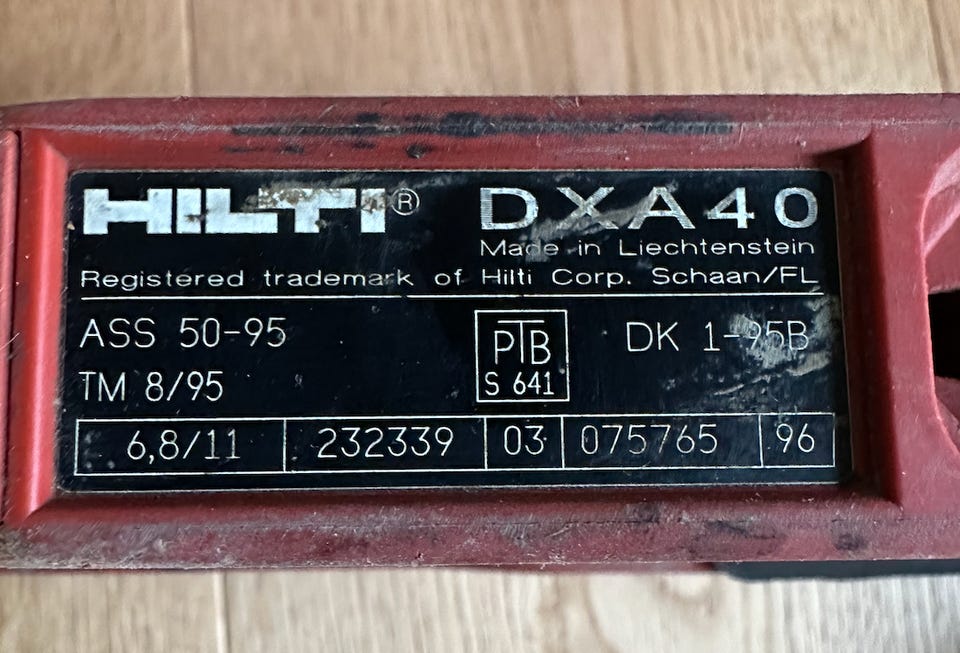 HILTI® DXA40
Made in Liechtenstein
Registered trademark of Hilti Corp. Schaan/FL
ASS 50-95
TM 8/95
PTB
S 641
DK 1-95B
6,8/11 232339 03 075765 96